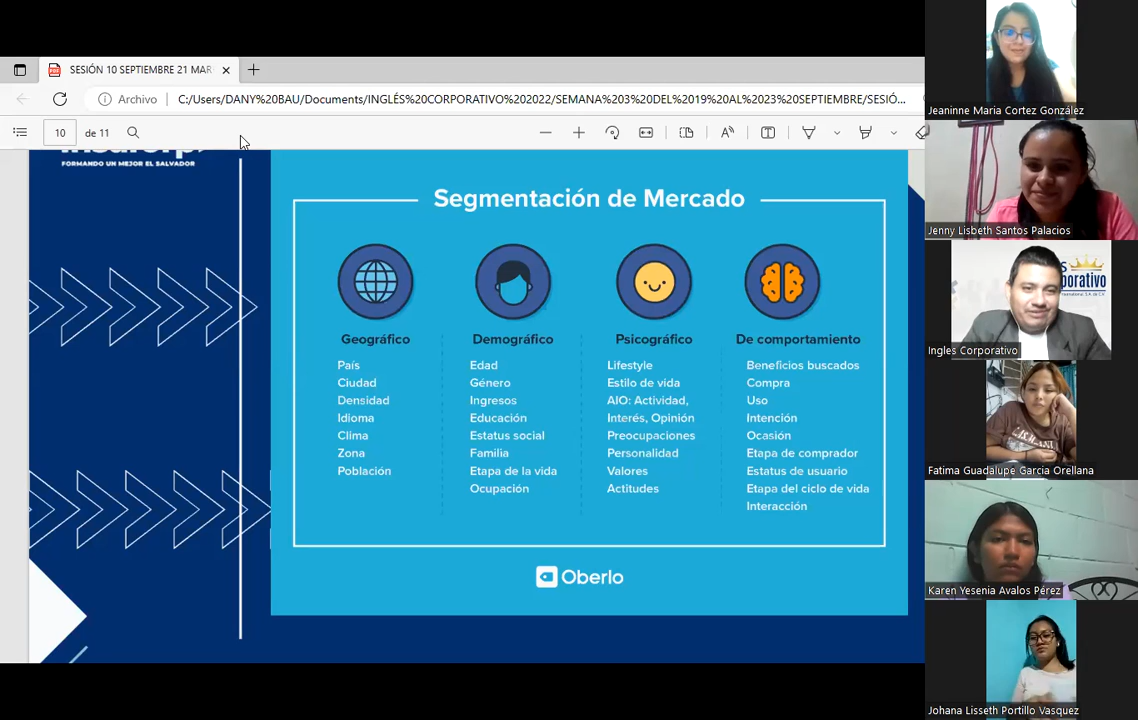 SESIÓN 10 SEPTIEMBRE 21 MAR
Archivo
C:/Users/DANY%20BAU/Documents/INGLÉS%20CORPORATIVO%202022/SEMANA%203%20DEL%2019%20AL%2023%20SEPTIEMBRE/SESIÓ...
10
de 11
FORMANDO UN MEJOR EL SALVADOR
Segmentación de Mercado
Geográfico
País
Ciudad
Densidad
Idioma
Clima
Zona
Población
Demográfico
Edad
Género
Ingresos
Educación
Estatus social
Familia
Etapa de la vida
Ocupación
Psicográfico
Lifestyle
Estilo de vida
AIO: Actividad,
Interés, Opinión
Preocupaciones
Personalidad
Valores
Actitudes
De comportamiento
Beneficios buscados
Compra
Uso
Intención
Ocasión
Etapa de comprador
Estatus de usuario
Etapa del ciclo de vida
Interacción
Oberlo
Jeaninne Maria Cortez González
Jenny Lisbeth Santos Palacios
Ingles Corporativo
Fatima Guadalupe Garcia Orellana
Karen Yesenia Avalos Pérez
Johana Lisseth Portillo Vasquez